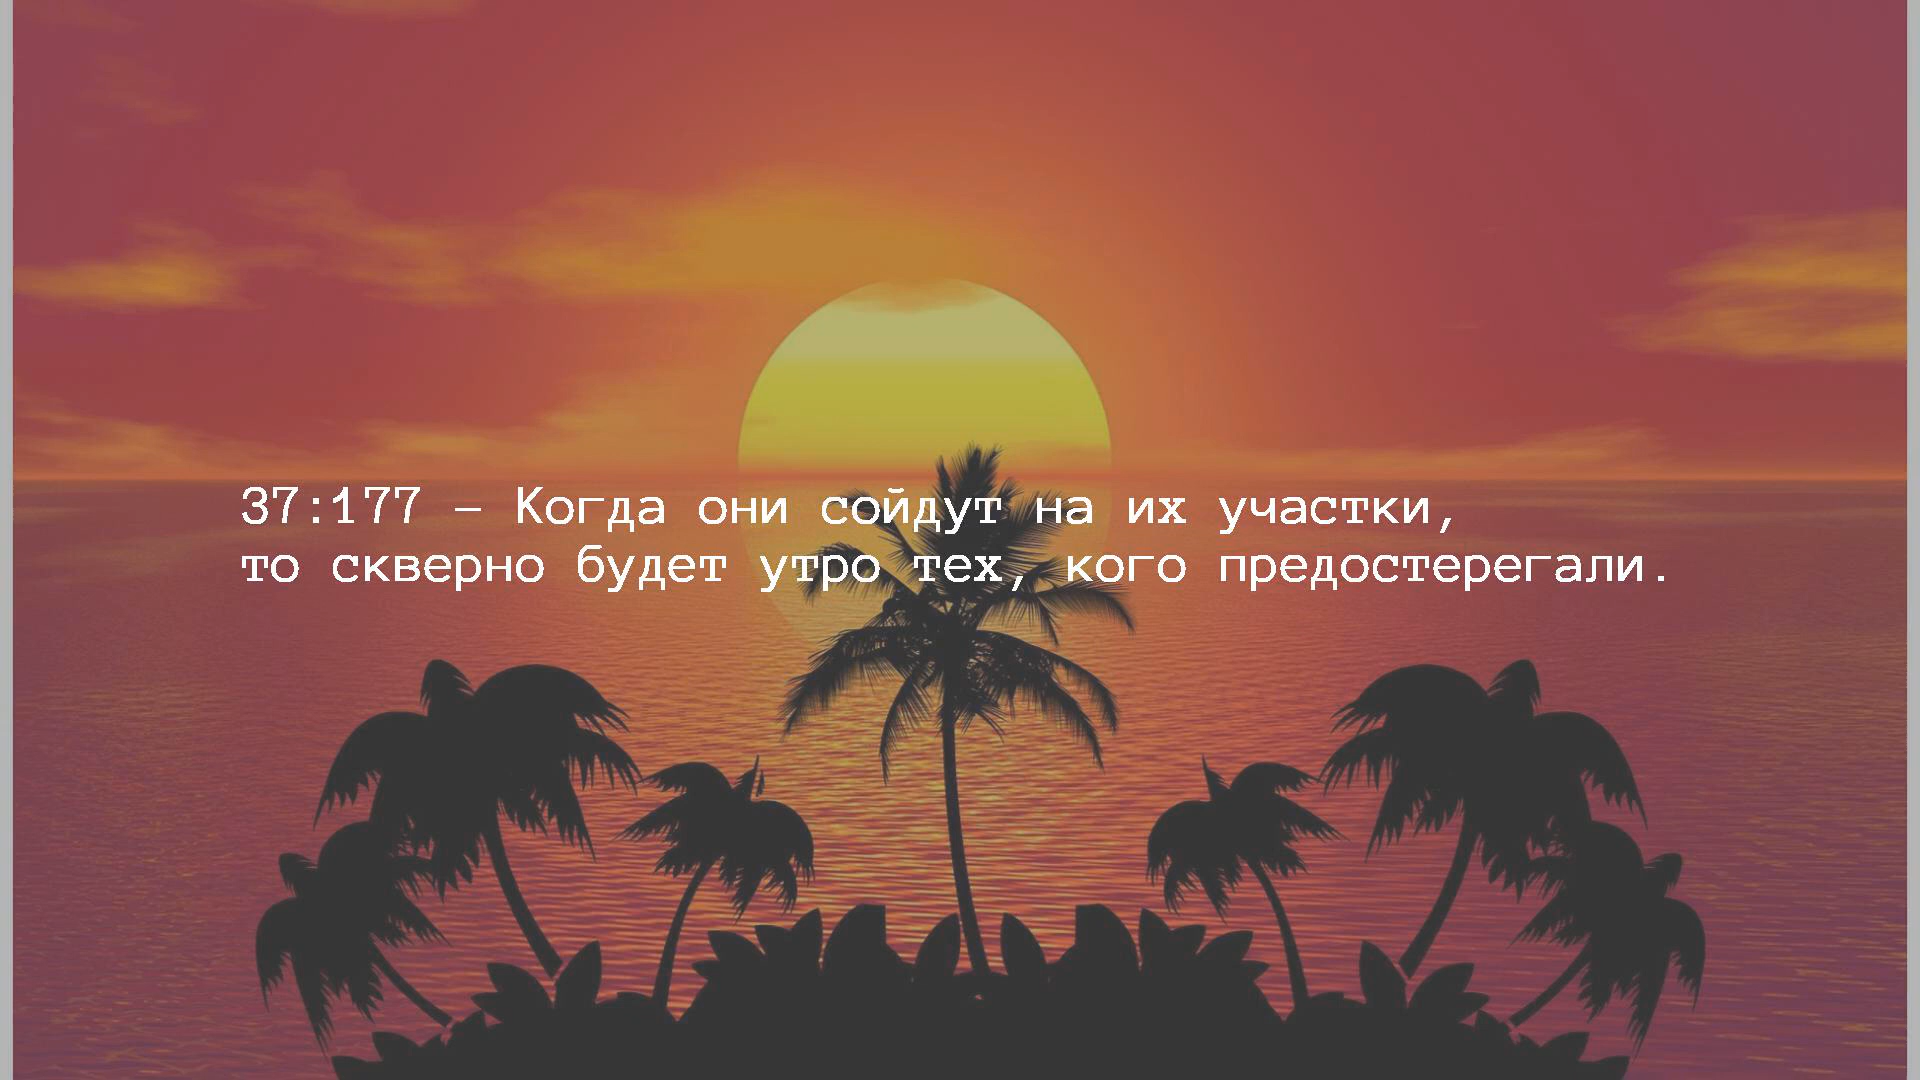 37:177 — Когда они сойдут на их участки,
то скверно будет утро тех, кого предостерегали.